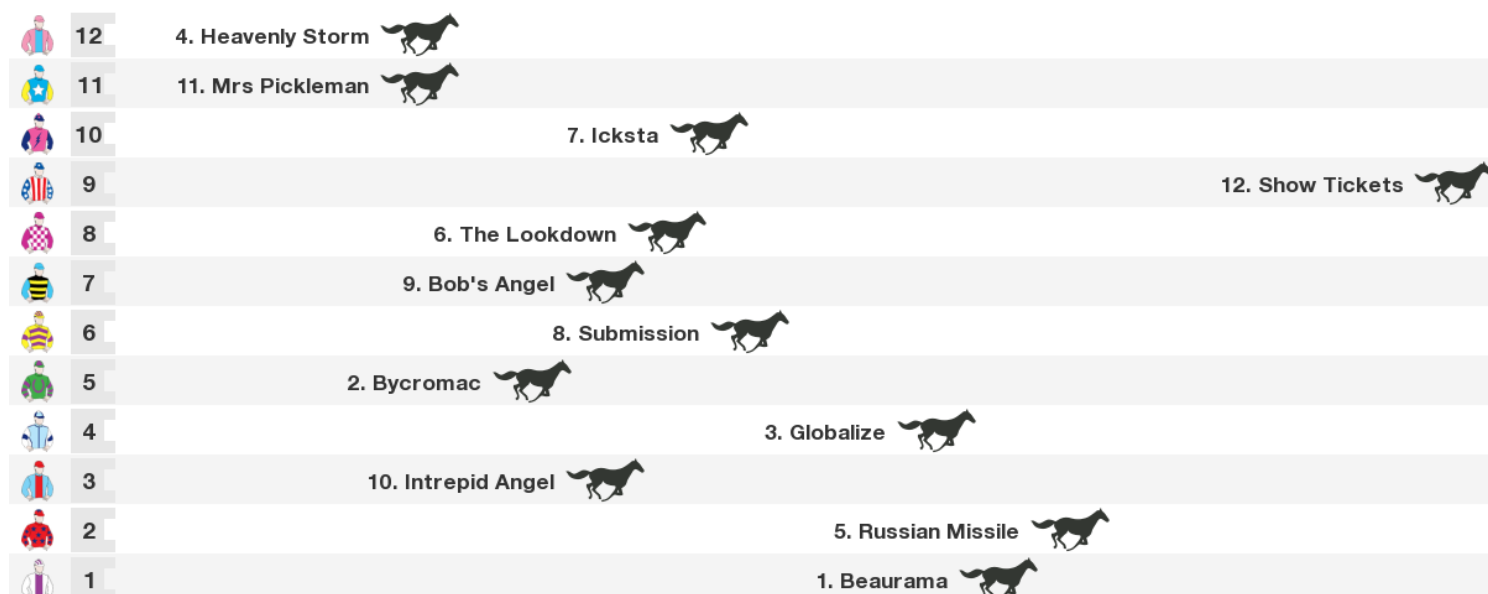 12 4. Heavenly Storm
11 11. Mrs Pickleman
10 7. Icksta
9 12. Show Tickets
8 6. The Lookdown
7 9. Bob's Angel
6 8. Submission
5 2. Bycromac
4 3. Globalize
3 10. Intrepid Angel
2 5. Russian Missile
1 1. Beaurama